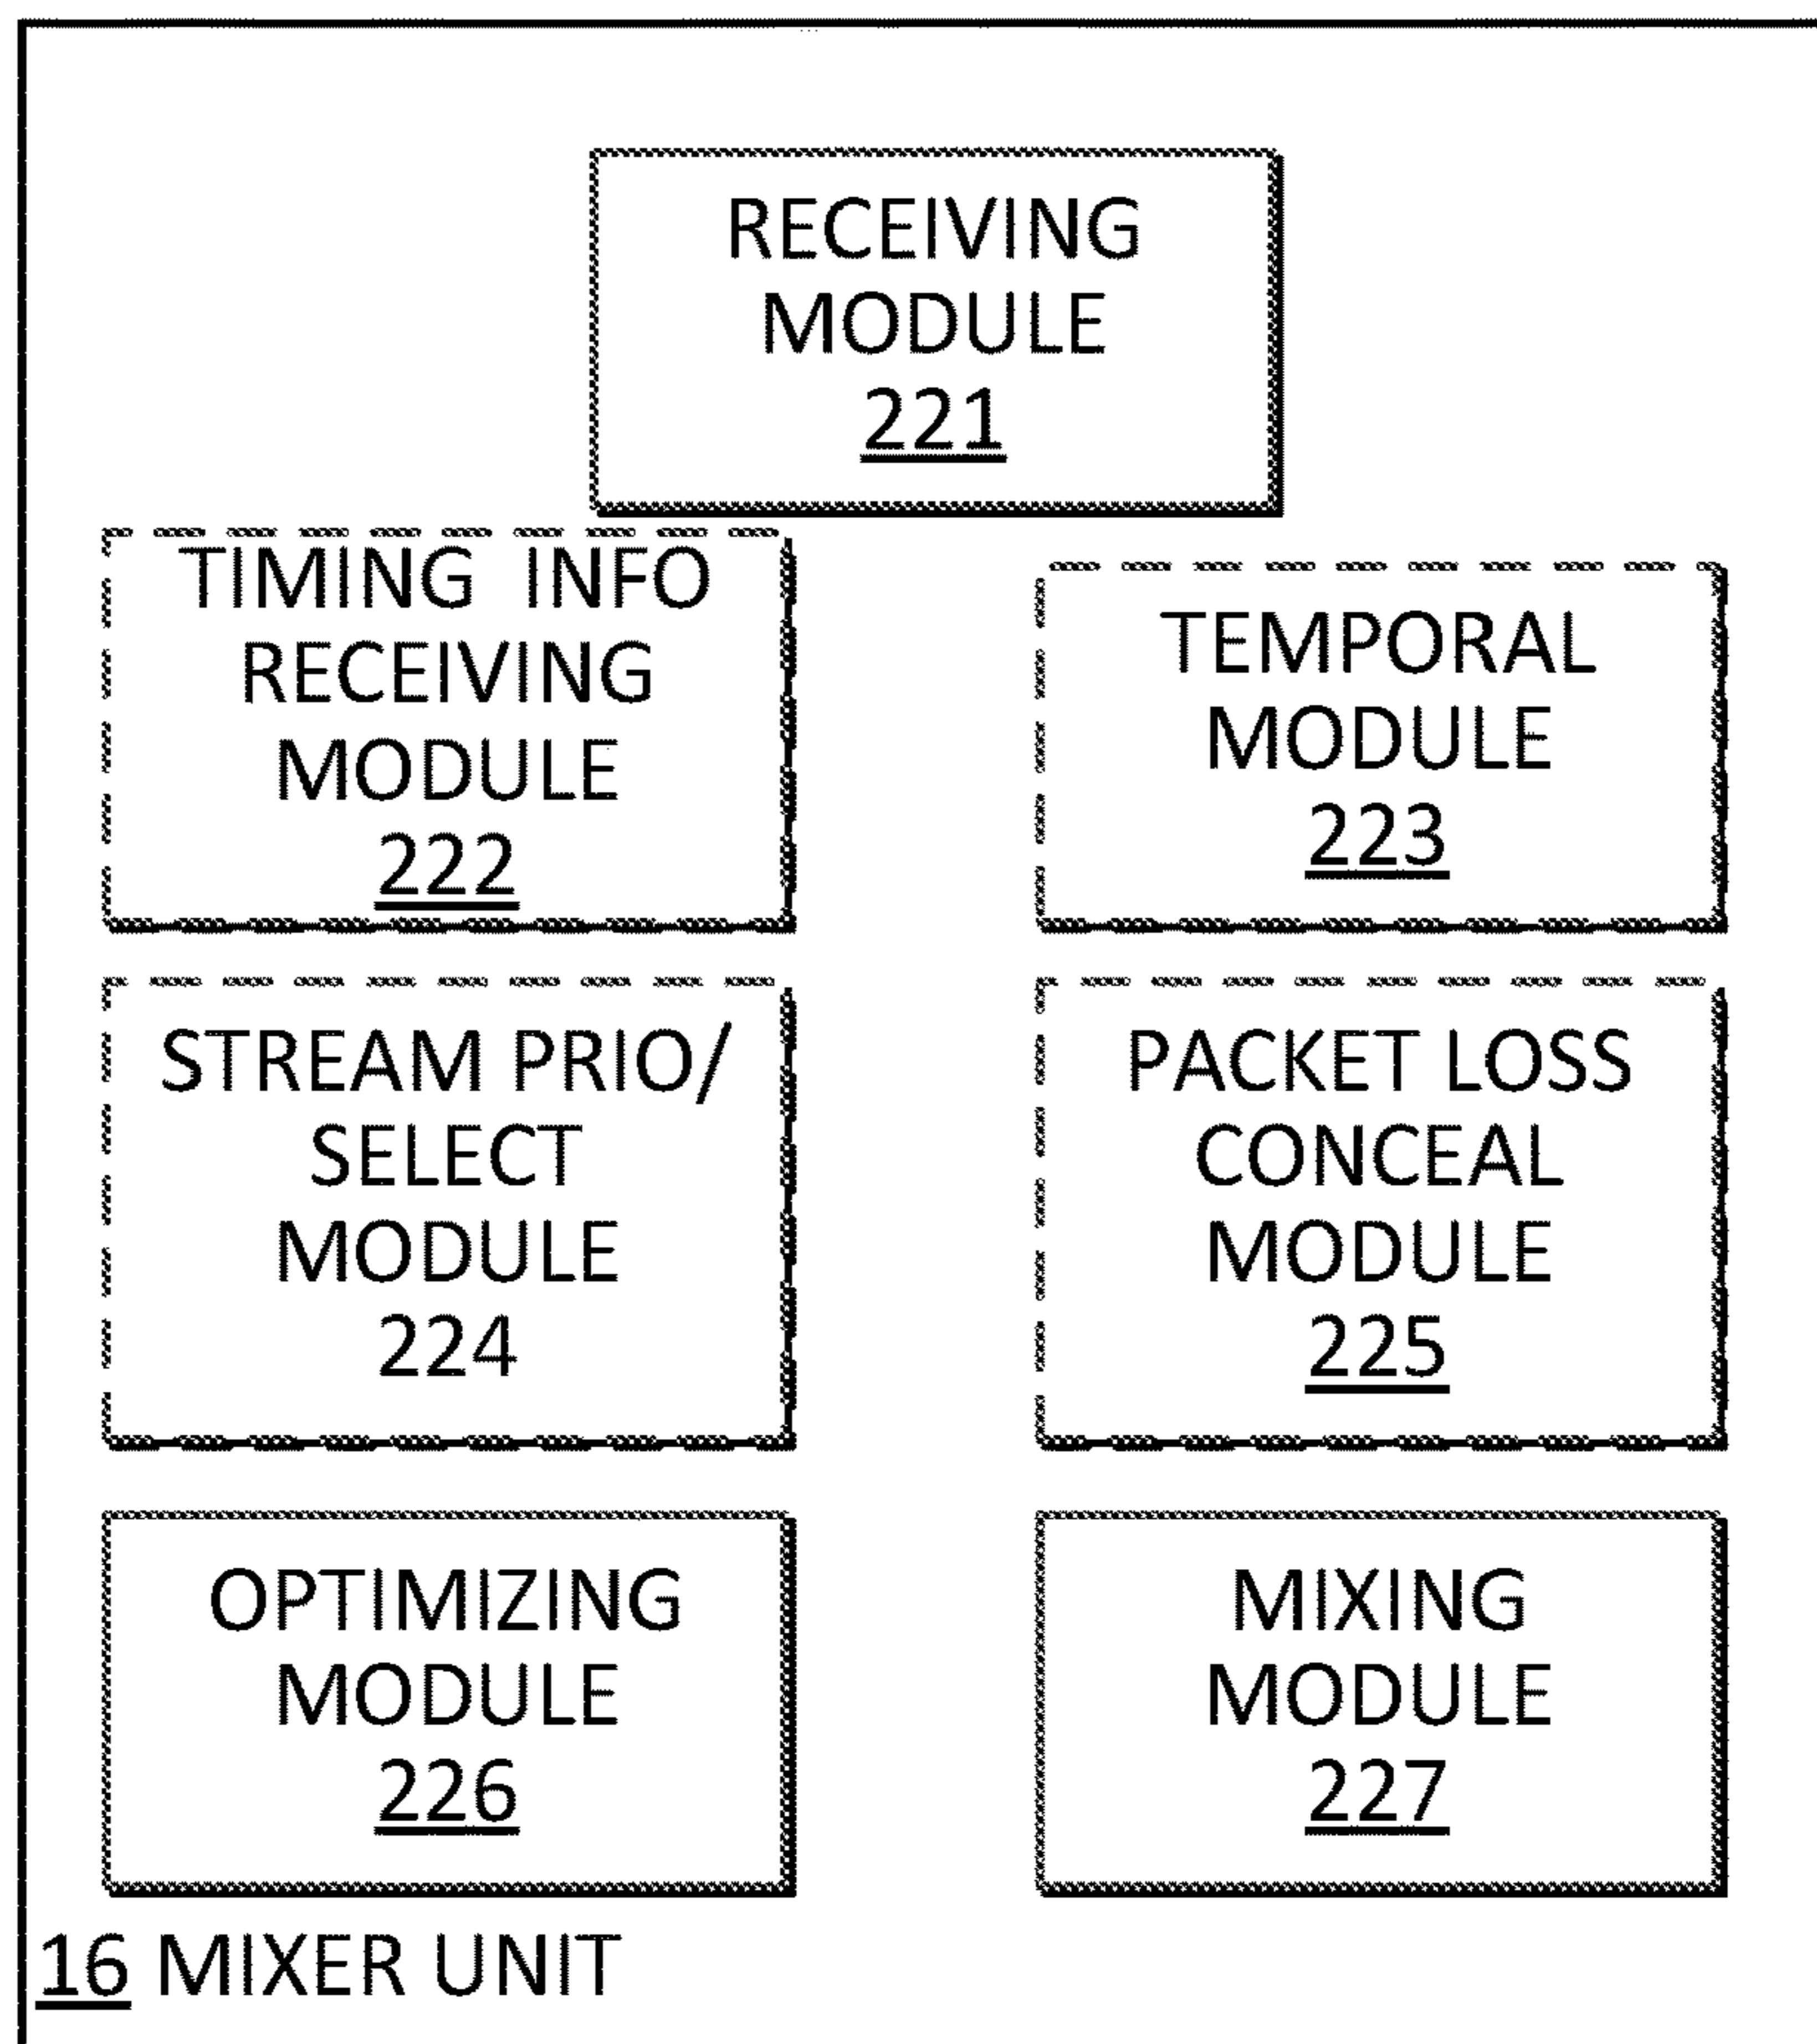 RECEIVING
MODULE
221
TIMING INFO
RECEIVING
MODULE
222
TEMPORAL
MODULE
223
STREAM PRIO/
SELECT
MODULE
224
PACKET LOSS
CONCEAL
MODULE
225
OPTIMIZING
MODULE
226
MIXING
MODULE
227
16 MIXER UNIT